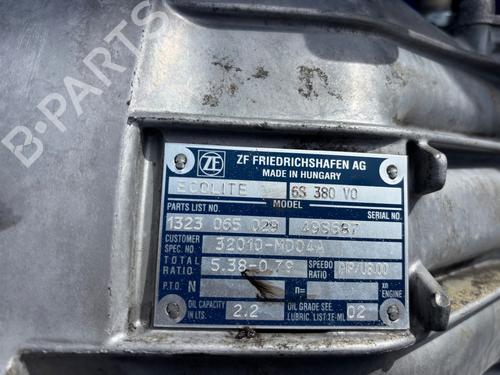 B-PARTS
ZF FRIEDRICHSHAFEN AG
ZF
MADE IN HUNGARY
ECOLITE 6S 380 VO
MODEL
PARTS LIST NO. SERIAL NO.
1323 065 029
CUSTOMER SPEC. NO. 32010-MD04A
TOTAL RATIO 5.38-0.79 SPEEDO RATIO
P.T.O. N n= xn ENGINE
OIL CAPACITY IN LTS. 2.2 OIL GRADE SEE LUBRIC. LIST TE-ML 02